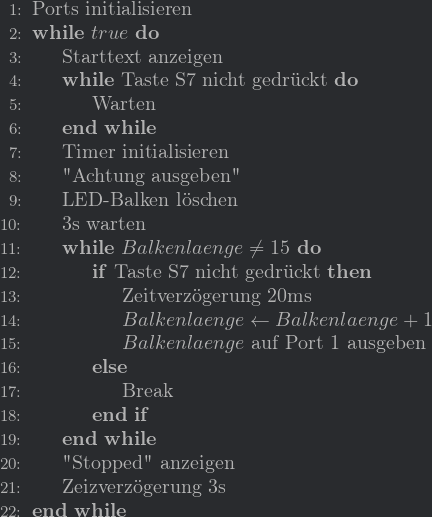 1: Ports initialisieren
2: while true do
3: Starttext anzeigen
4: while Taste S7 nicht gedrückt do
5: Warten
6: end while
7: Timer initialisieren
8: "Achtung ausgeben"
9: LED-Balken löschen
10: 3s warten
11: while Balkenlaenge ≠ 15 do
12: if Taste S7 nicht gedrückt then
13: Zeitverzögerung 20ms
14: Balkenlaenge ← Balkenlaenge + 1
15: Balkenlaenge auf Port 1 ausgeben
16: else
17: Break
18: end if
19: end while
20: "Stopped" anzeigen
21: Zeizverzögerung 3s
22: end while